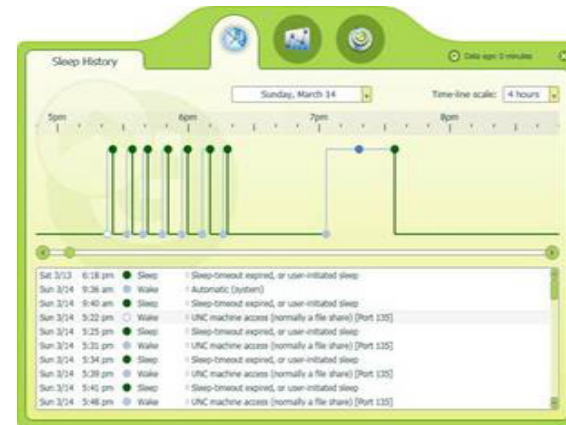 Sleep History
Data age: 0 minutes
Sunday, March 14
Time-line scale: 4 hours
5pm 6pm 7pm 8pm
Sat 3/13 6:18 pm Sleep Sleep-timeout expired, or user-initiated sleep
Sun 3/14 9:36 am Wake Automatic (system)
Sun 3/14 9:40 am Sleep Sleep-timeout expired, or user-initiated sleep
Sun 3/14 5:22 pm Wake UNC machine access (normally a file share) [Port 135]
Sun 3/14 5:25 pm Sleep Sleep-timeout expired, or user-initiated sleep
Sun 3/14 5:31 pm Wake UNC machine access (normally a file share) [Port 135]
Sun 3/14 5:34 pm Sleep Sleep-timeout expired, or user-initiated sleep
Sun 3/14 5:39 pm Wake UNC machine access (normally a file share) [Port 135]
Sun 3/14 5:41 pm Sleep Sleep-timeout expired, or user-initiated sleep
Sun 3/14 5:48 pm Wake UNC machine access (normally a file share) [Port 135]